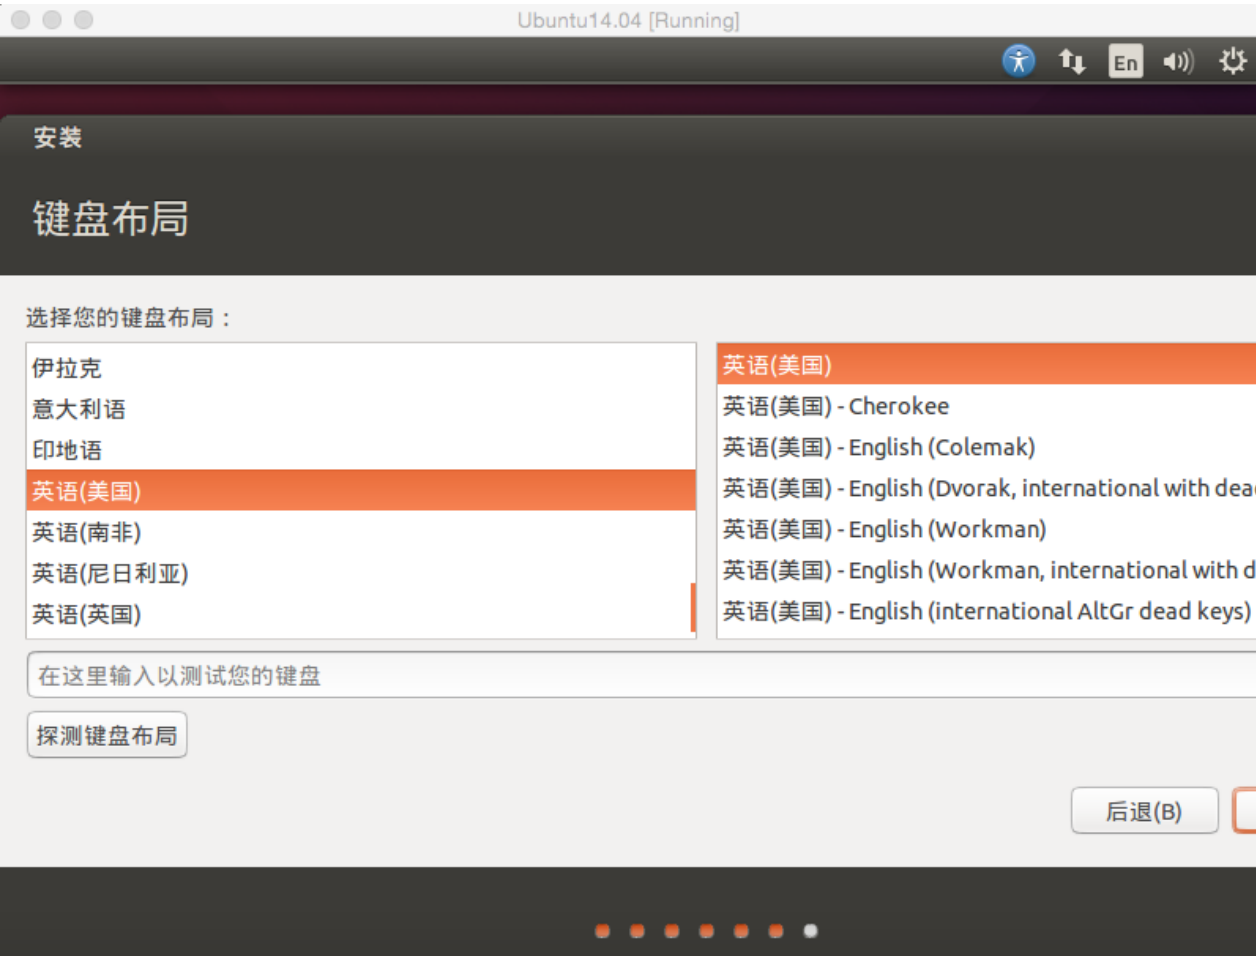 Ubuntu14.04 [Running]
En
安装
键盘布局
选择您的键盘布局：
伊拉克
意大利语
印地语
英语(美国)
英语(南非)
英语(尼日利亚)
英语(英国)
英语(美国)
英语(美国) - Cherokee
英语(美国) - English (Colemak)
英语(美国) - English (Dvorak, international with dea
英语(美国) - English (Workman)
英语(美国) - English (Workman, international with d
英语(美国) - English (international AltGr dead keys)
在这里输入以测试您的键盘
探测键盘布局
后退(B)